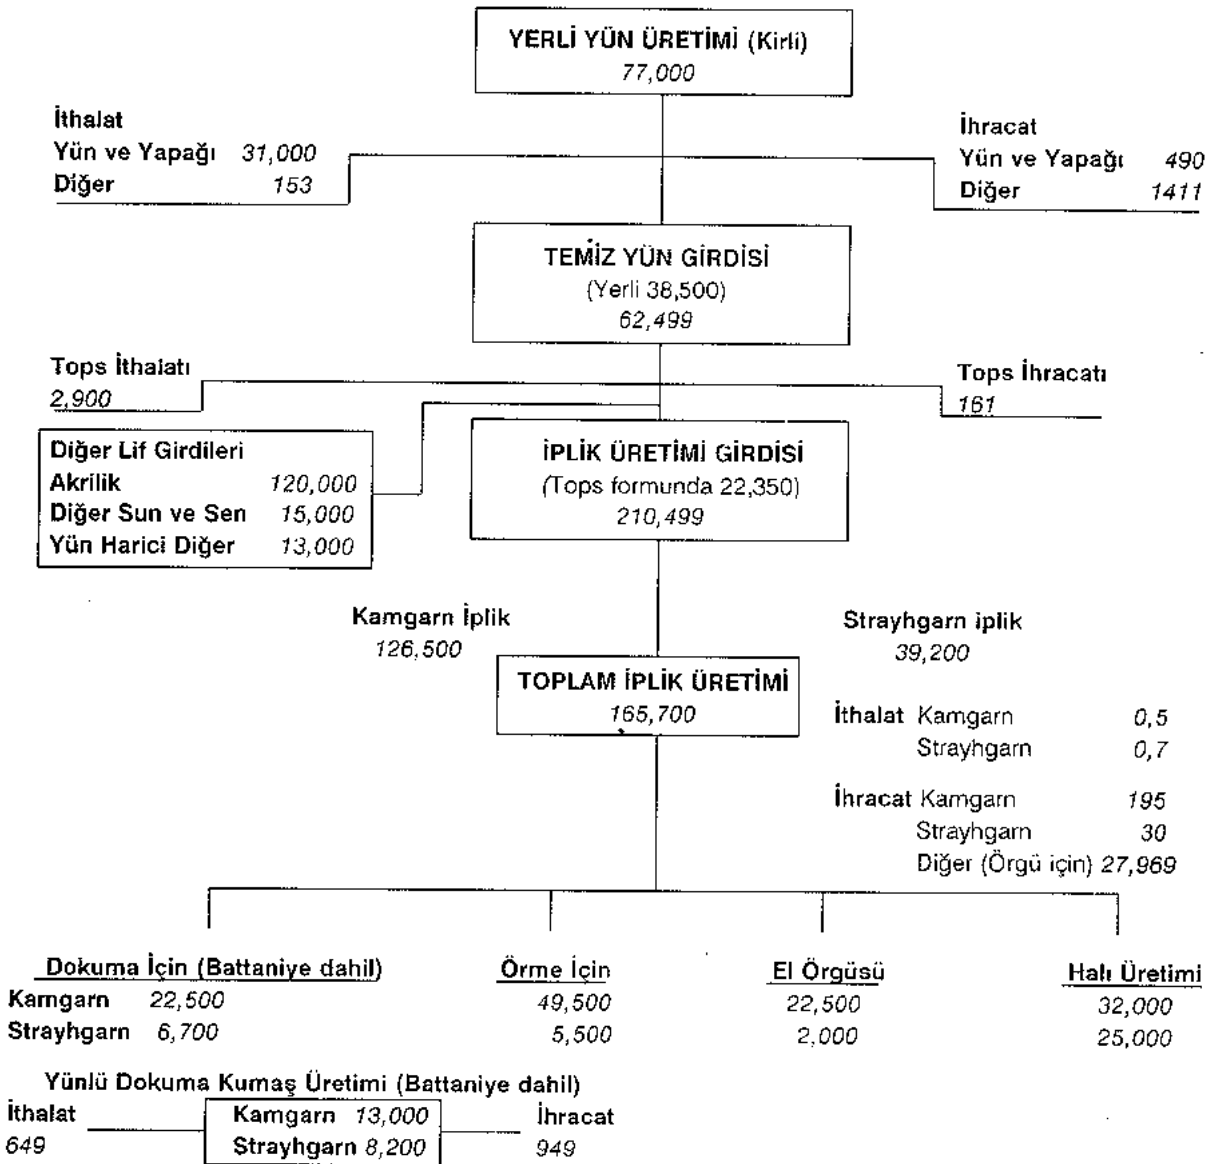 YERLİ YÜN ÜRETİMİ (Kirli)
77,000
İthalat
Yün ve Yapağı 31,000
Diğer 153
İhracat
Yün ve Yapağı 490
Diğer 1411
TEMİZ YÜN GİRDİSİ
(Yerli 38,500)
62,499
Tops İthalatı
2,900
Tops İhracatı
161
Diğer Lif Girdileri
Akrilik 120,000
Diğer Sun ve Sen 15,000
Yün Harici Diğer 13,000
İPLİK ÜRETİMİ GİRDİSİ
(Tops formunda 22,350)
210,499
Kamgarn İplik
126,500
Strayhgarn iplik
39,200
TOPLAM İPLİK ÜRETİMİ
165,700
İthalat Kamgarn 0,5
Strayhgarn 0,7
İhracat Kamgarn 195
Strayhgarn 30
Diğer (Örgü için) 27,969
Dokuma İçin (Battaniye dahil) Örme İçin El Örgüsü Halı Üretimi
Kamgarn 22,500 49,500 22,500 32,000
Strayhgarn 6,700 5,500 2,000 25,000
Yünlü Dokuma Kumaş Üretimi (Battaniye dahil)
İthalat Kamgarn 13,000 İhracat
649 Strayhgarn 8,200 949